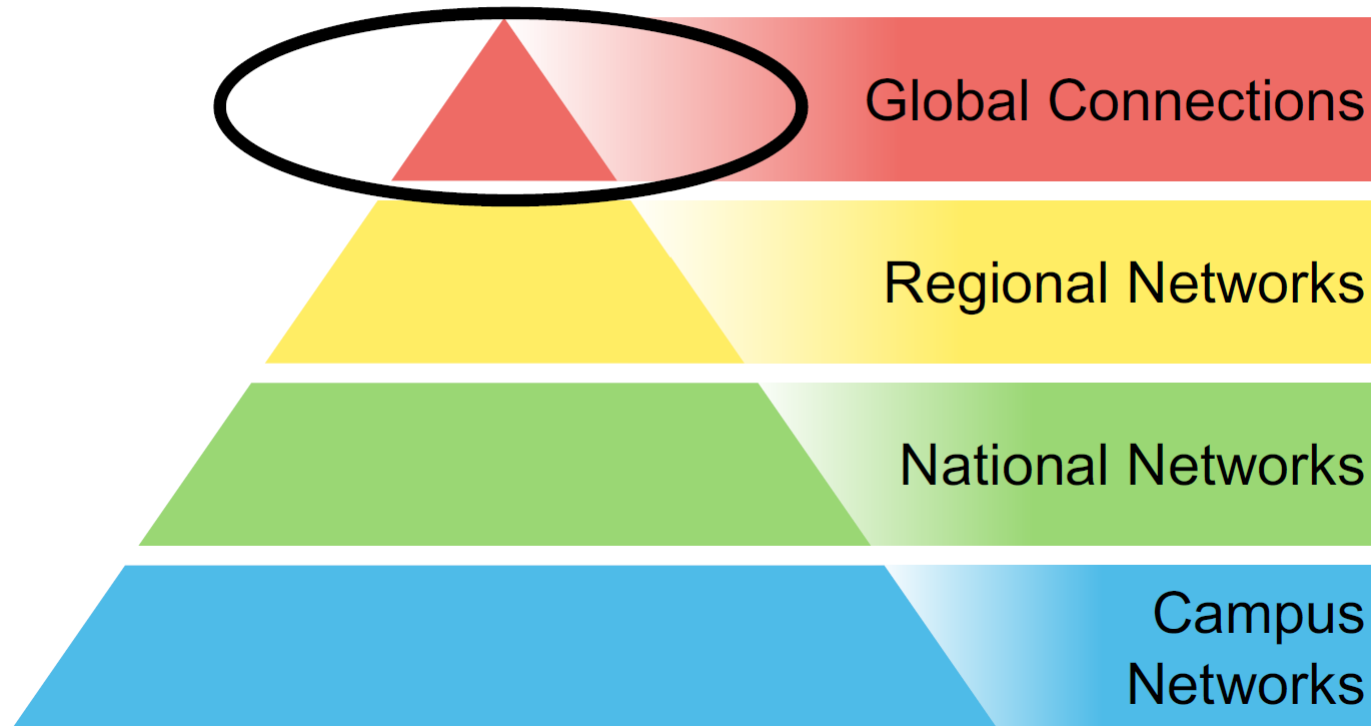 Global Connections
Regional Networks
National Networks
Campus
Networks